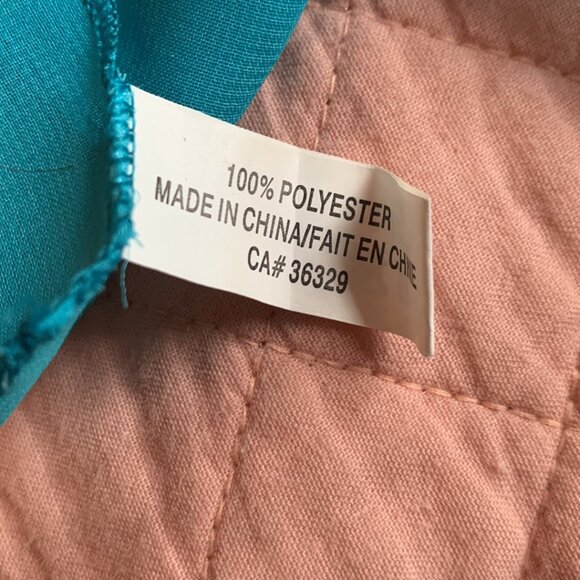 100% POLYESTER
MADE IN CHINA/FAIT EN CHINE
CA# 36329